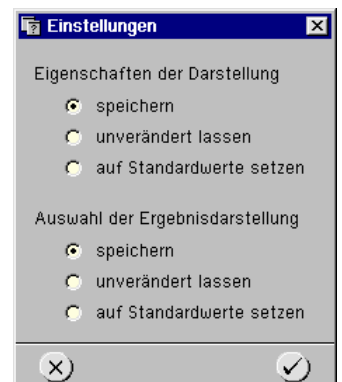 Einstellungen
Eigenschaften der Darstellung
speichern
unverändert lassen
auf Standardwerte setzen
Auswahl der Ergebnisdarstellung
speichern
unverändert lassen
auf Standardwerte setzen